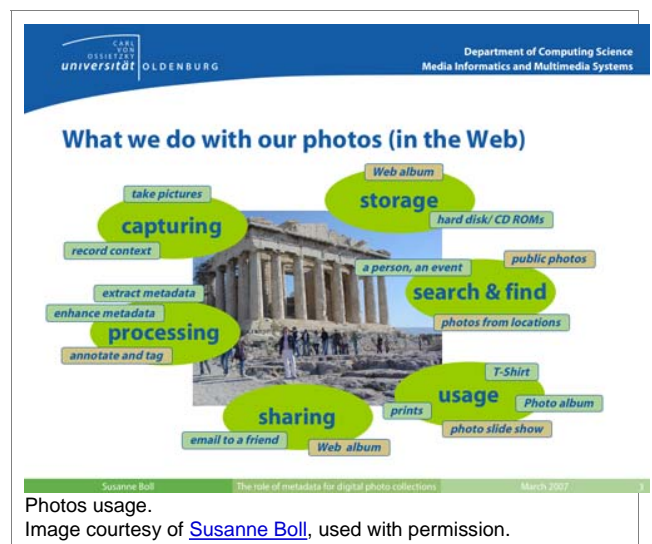 CARL
VON
OSSIETZKY
universität OLDENBURG
Department of Computing Science
Media Informatics and Multimedia Systems
What we do with our photos (in the Web)
Web album
storage
hard disk/ CD ROMs
take pictures
capturing
record context
a person, an event
public photos
search & find
photos from locations
extract metadata
enhance metadata
processing
annotate and tag
T-Shirt
usage
Photo album
prints
photo slide show
sharing
email to a friend
Web album
Susanne Boll
The role of metadata for digital photo collections
March 2007
3
Photos usage.
Image courtesy of Susanne Boll, used with permission.